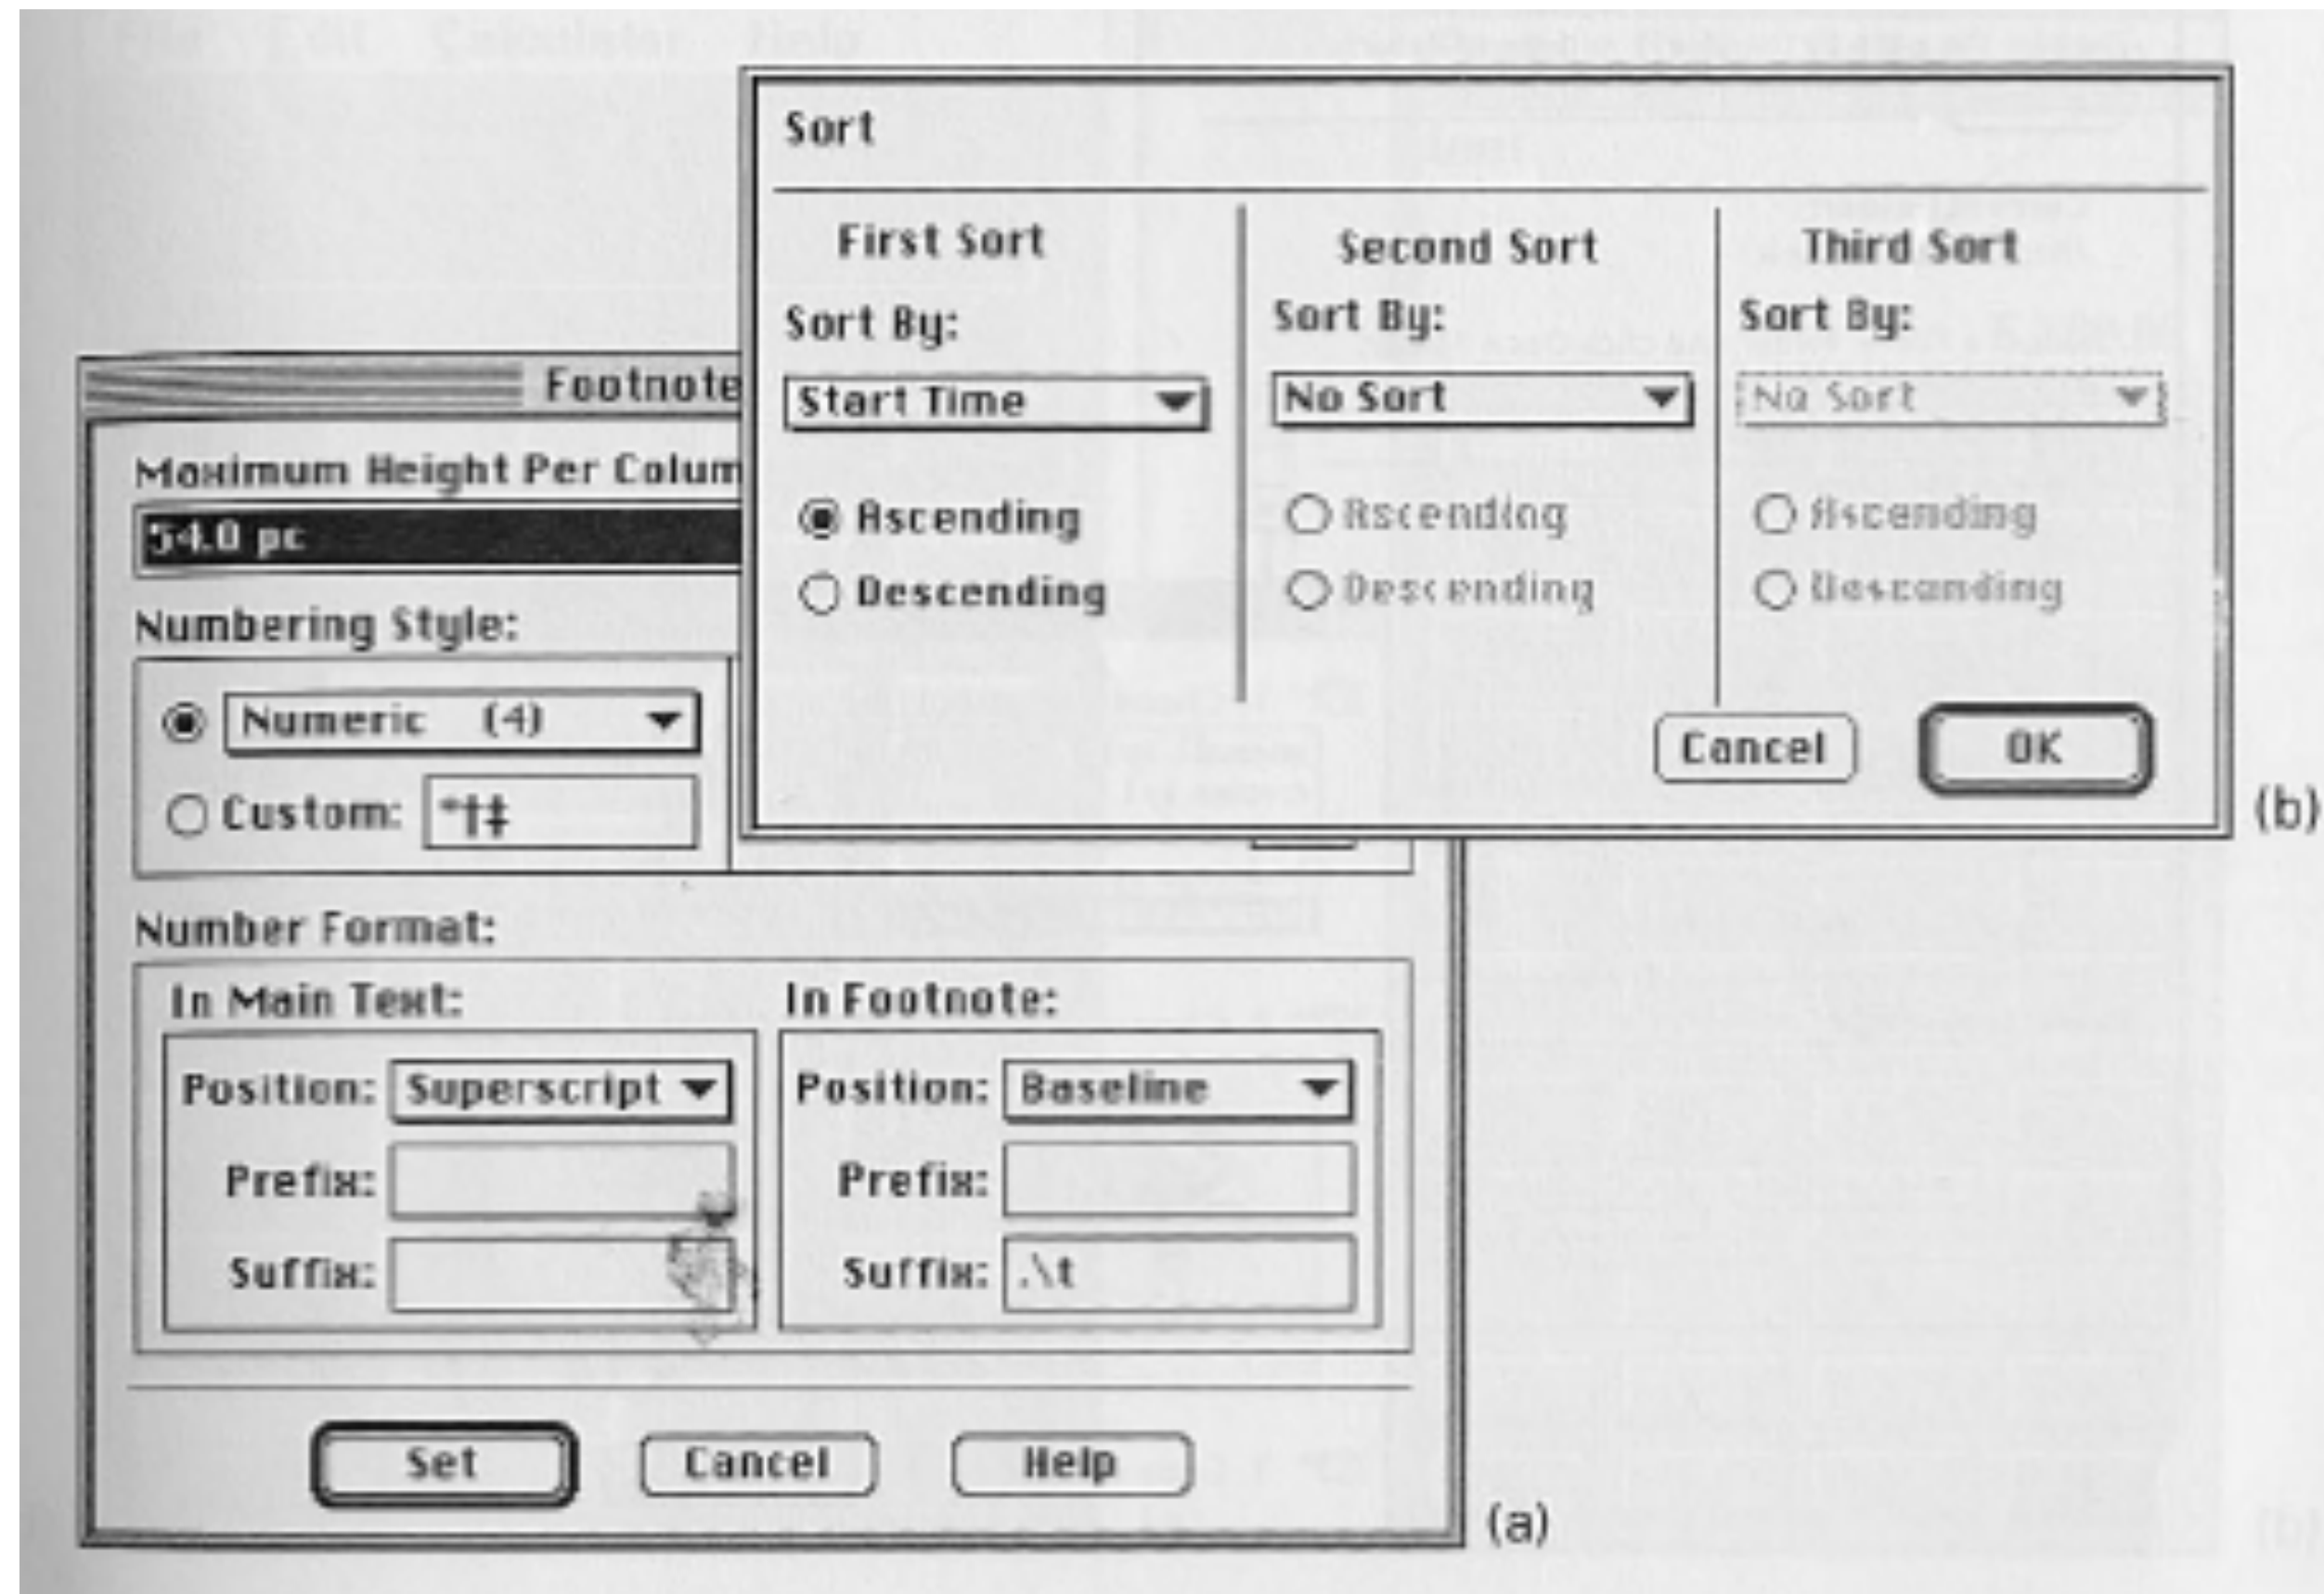 Sort
First Sort
Sort By:
Start Time
Ascending
Descending
Second Sort
Sort By:
No Sort
Ascending
Descending
Third Sort
Sort By:
No Sort
Ascending
Descending
Cancel OK
(b)
Footnote
Maximum Height Per Colum
54.0 pc
Numbering Style:
Numeric (4)
Custom: *†‡
Number Format:
In Main Text:
Position: Superscript
Prefix:
Suffix:
In Footnote:
Position: Baseline
Prefix:
Suffix: .\t
Set Cancel Help
(a)